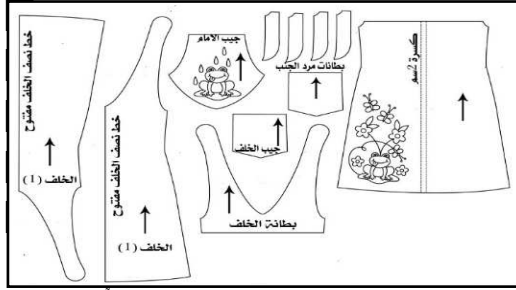 جيب الامام
بطانات مرد الجنب
كسرة 2سم
خط نصف الخلف مفتوح
خط نصف الخلف مفتوح
جيب الخلف
الخلف (1)
بطانة الخلف
الخلف (1)